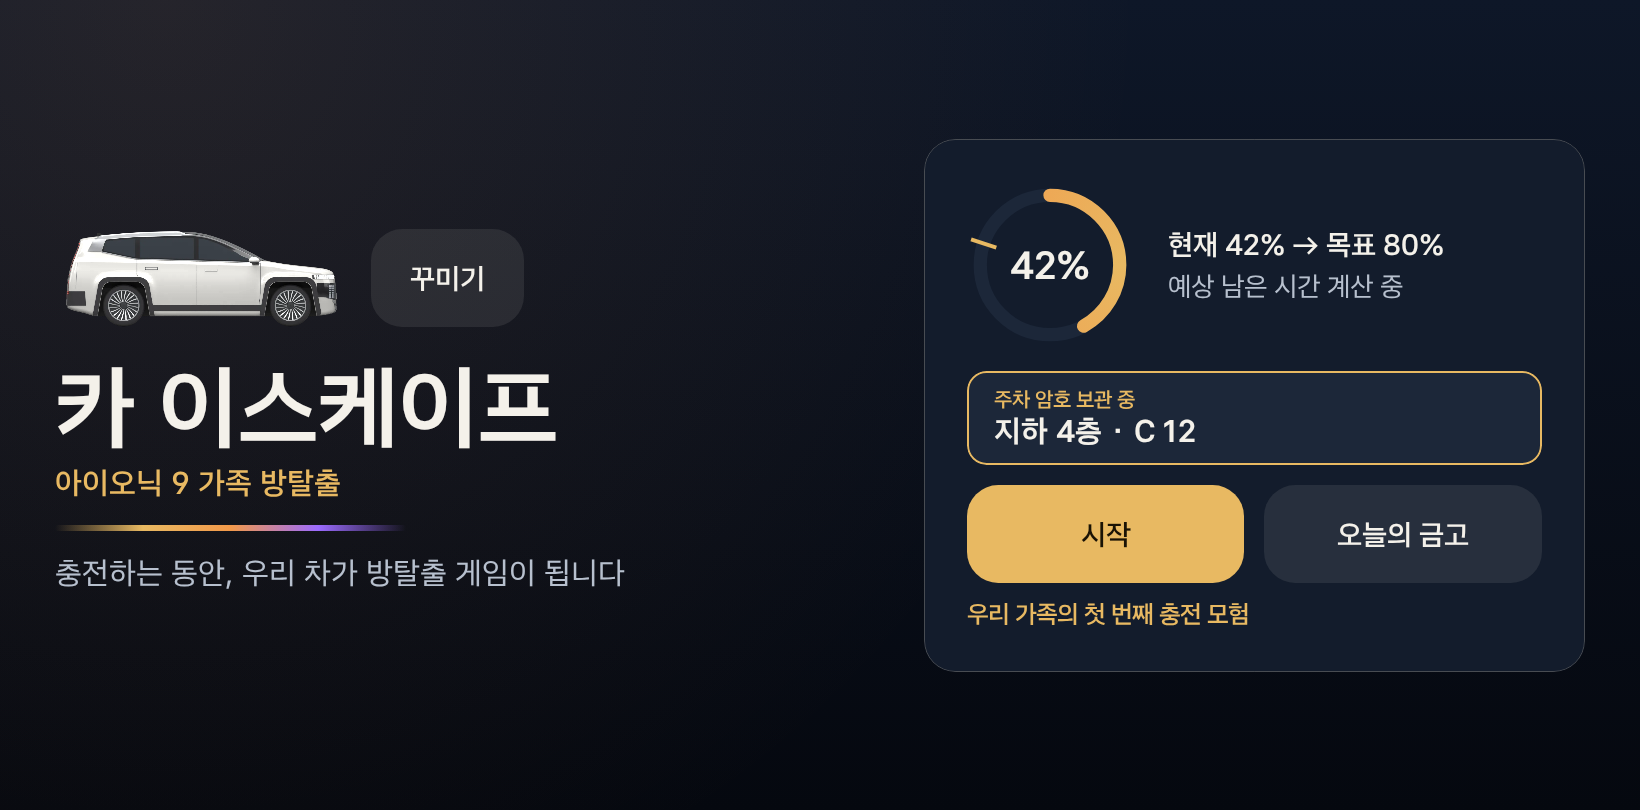 꾸미기
카 이스케이프
아이오닉 9 가족 방탈출
충전하는 동안, 우리 차가 방탈출 게임이 됩니다
42%
현재 42% → 목표 80%
예상 남은 시간 계산 중
주차 암호 보관 중
지하 4층 · C 12
시작
오늘의 금고
우리 가족의 첫 번째 충전 모험